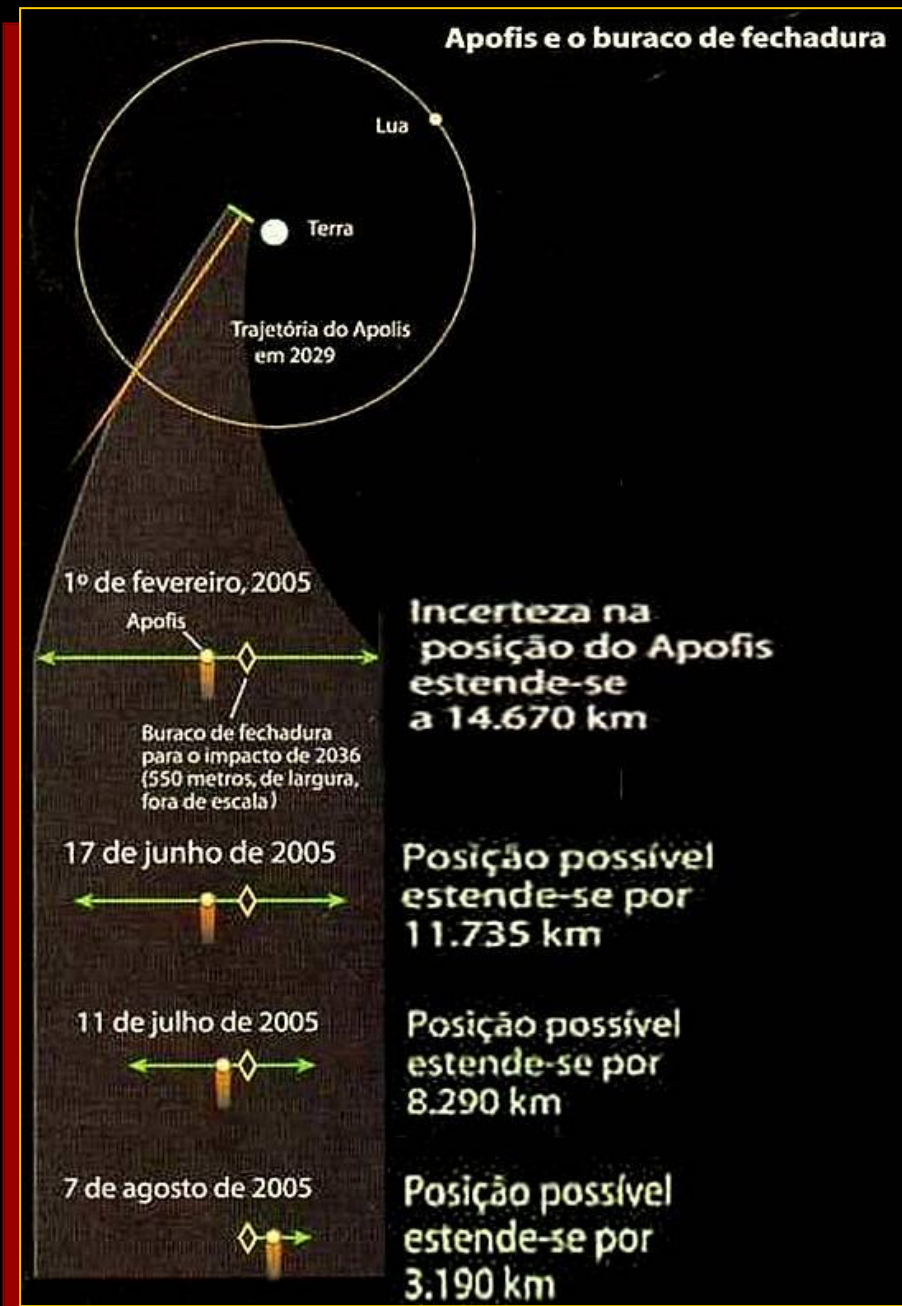 Apofis e o buraco de fechadura
Lua
Terra
Trajetória do Apolis
em 2029
1º de fevereiro, 2005
Apofis
Incerteza na
posição do Apofis
estende-se
a 14.670 km
Buraco de fechadura
para o impacto de 2036
(550 metros, de largura,
fora de escala)
17 de junho de 2005
Posição possível
estende-se por
11.735 km
11 de julho de 2005
Posição possível
estende-se por
8.290 km
7 de agosto de 2005
Posição possível
estende-se por
3.190 km